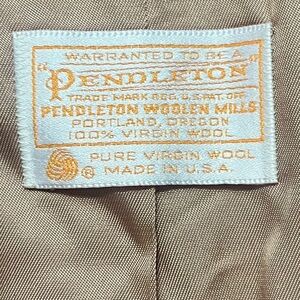 WARRANTED TO BE
"PENDLETON"
TRADE MARK REG. U.S. PAT. OFF.
PENDLETON WOOLEN MILLS
PORTLAND, OREGON
100% VIRGIN WOOL
PURE VIRGIN WOOL
® MADE IN U.S.A.